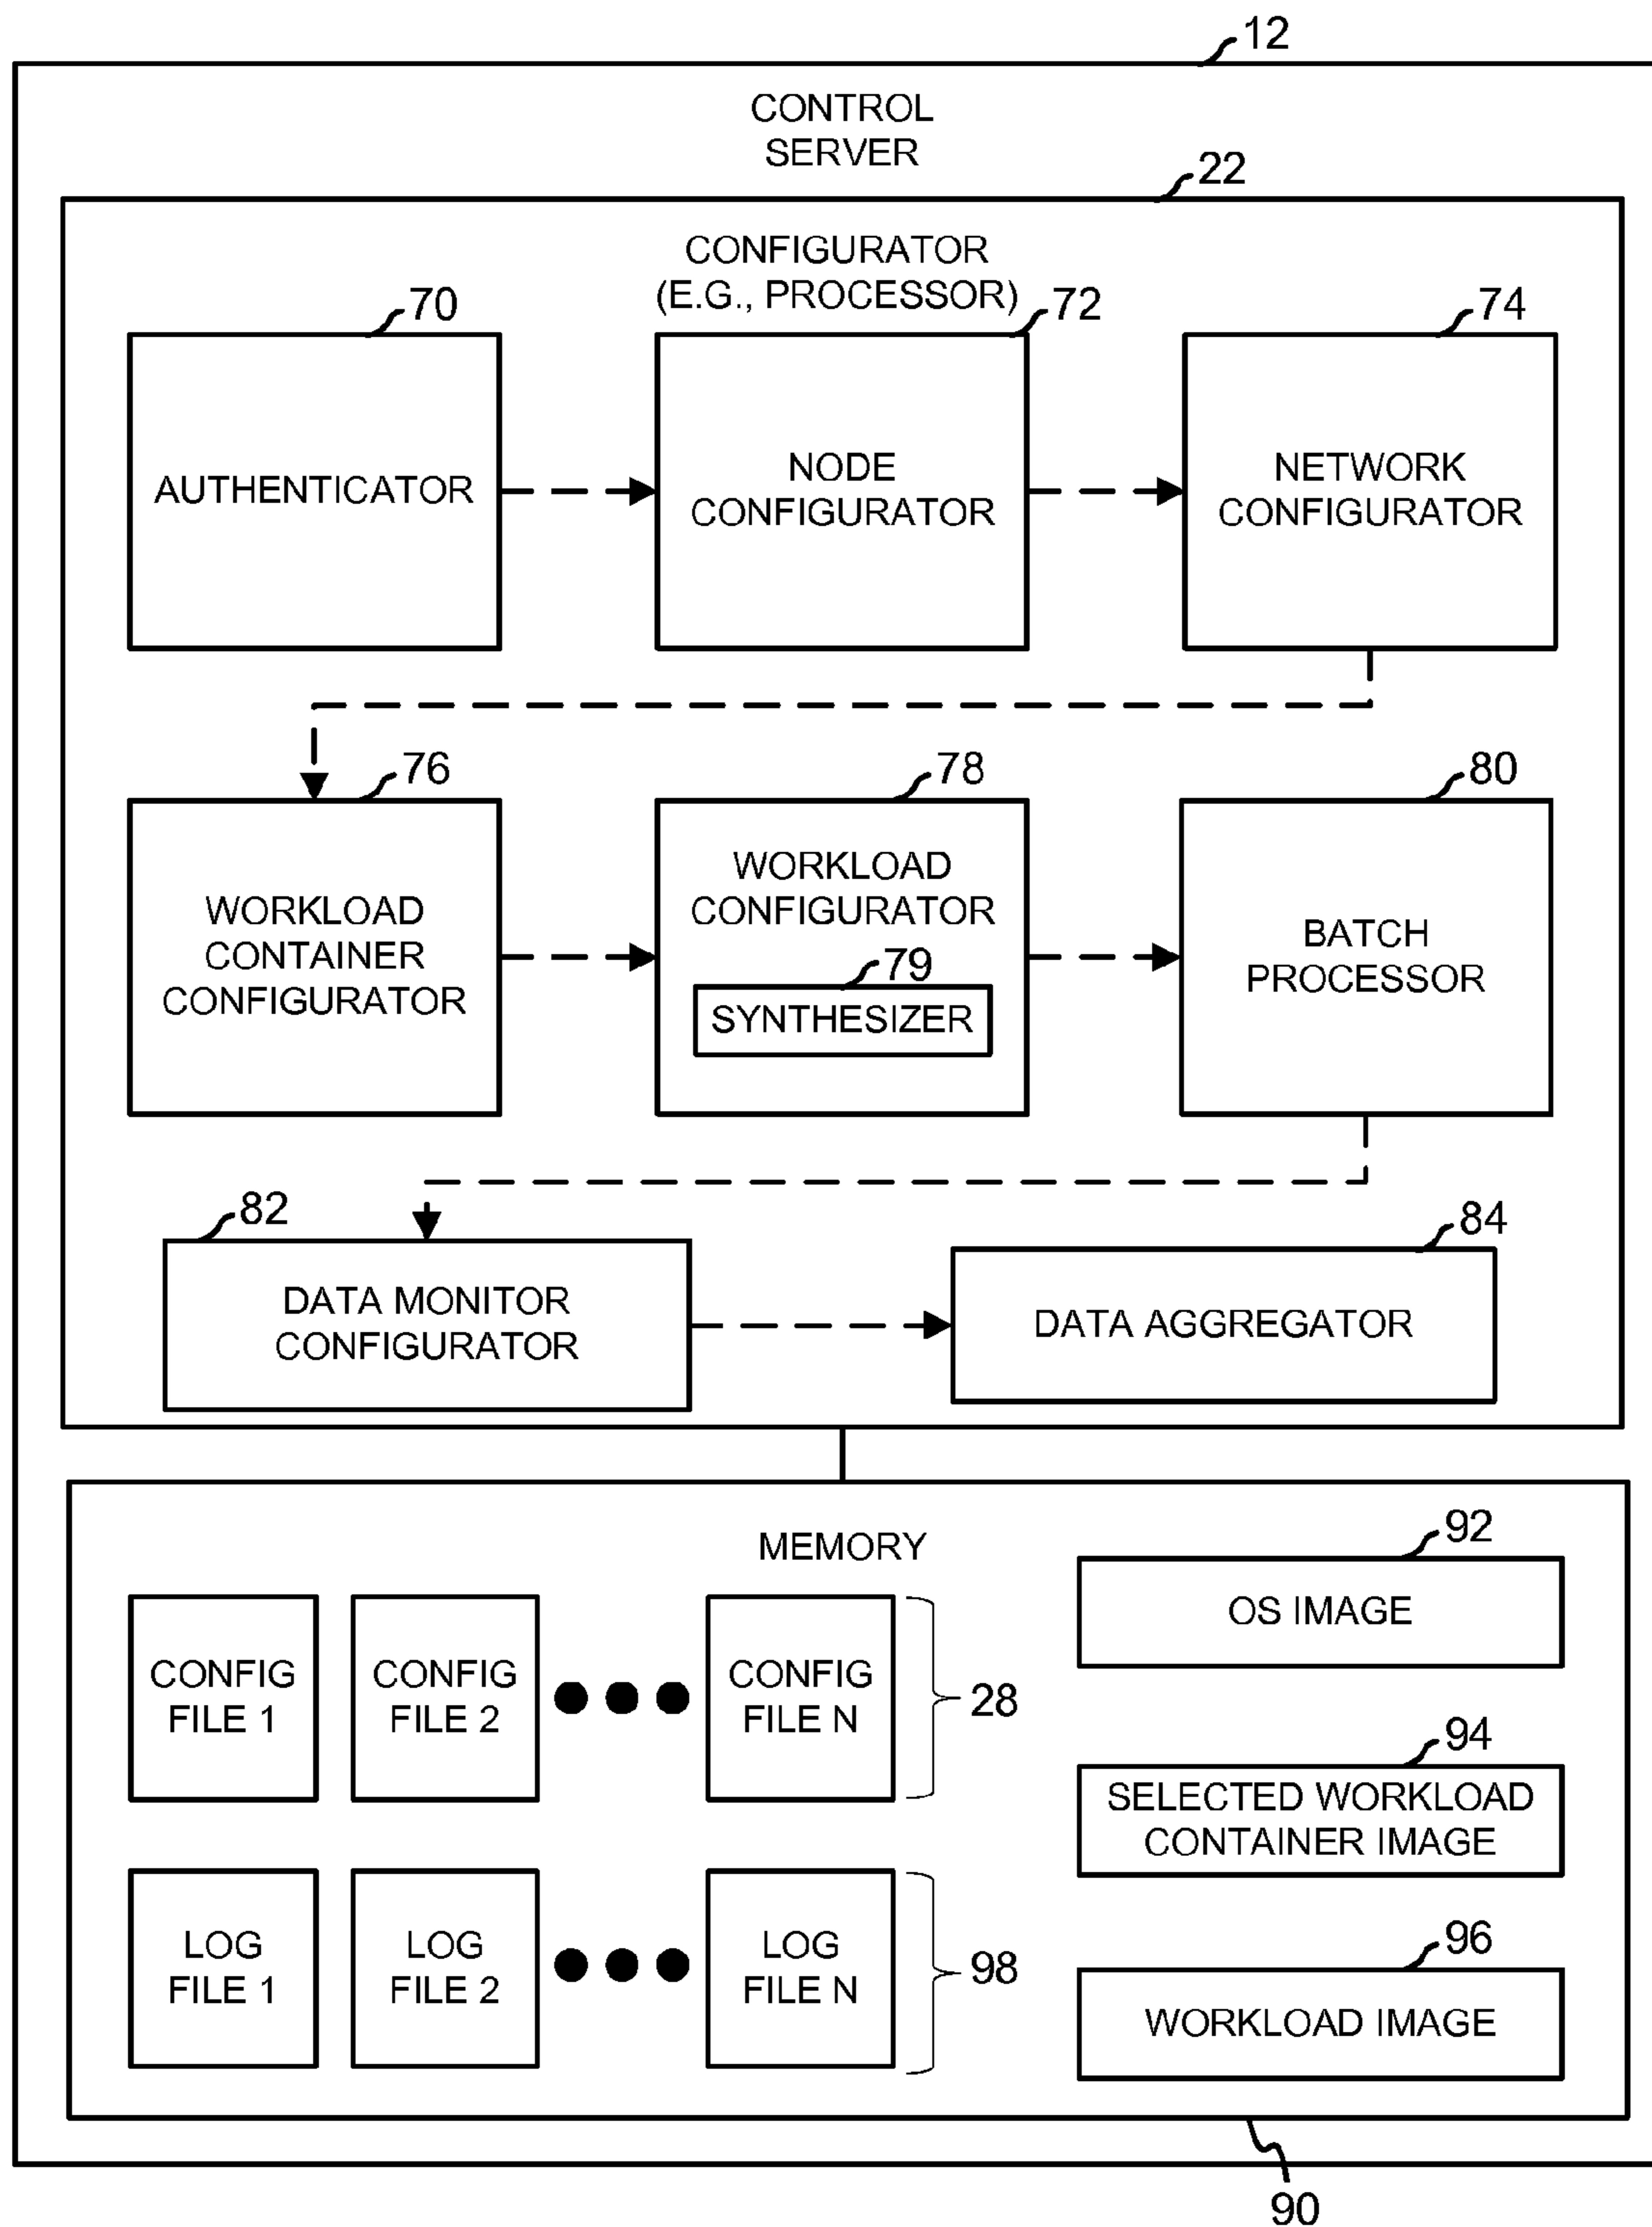 12
CONTROL
SERVER
22
CONFIGURATOR
(E.G., PROCESSOR)
70
72
74
AUTHENTICATOR
NODE
CONFIGURATOR
NETWORK
CONFIGURATOR
76
78
80
WORKLOAD
CONTAINER
CONFIGURATOR
WORKLOAD
CONFIGURATOR
79
SYNTHESIZER
BATCH
PROCESSOR
82
84
DATA MONITOR
CONFIGURATOR
DATA AGGREGATOR
MEMORY
92
OS IMAGE
CONFIG
FILE 1
CONFIG
FILE 2
CONFIG
FILE N
28
94
SELECTED WORKLOAD
CONTAINER IMAGE
LOG
FILE 1
LOG
FILE 2
LOG
FILE N
98
96
WORKLOAD IMAGE
90